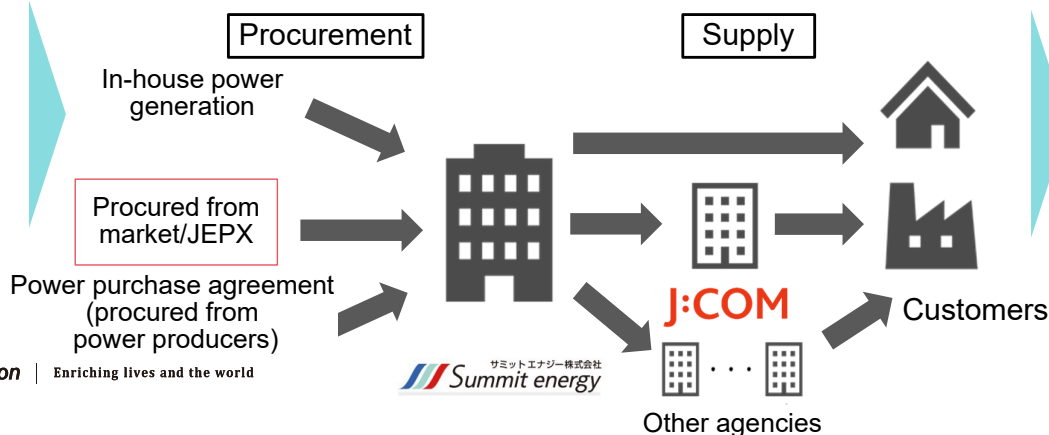 Procurement
Supply
In-house power
generation
Procured from
market/JEPX
Power purchase agreement
(procured from
power producers)
J:COM
Customers
on | Enriching lives and the world
サミットエナジー株式会社
Summit energy
. . .
Other agencies